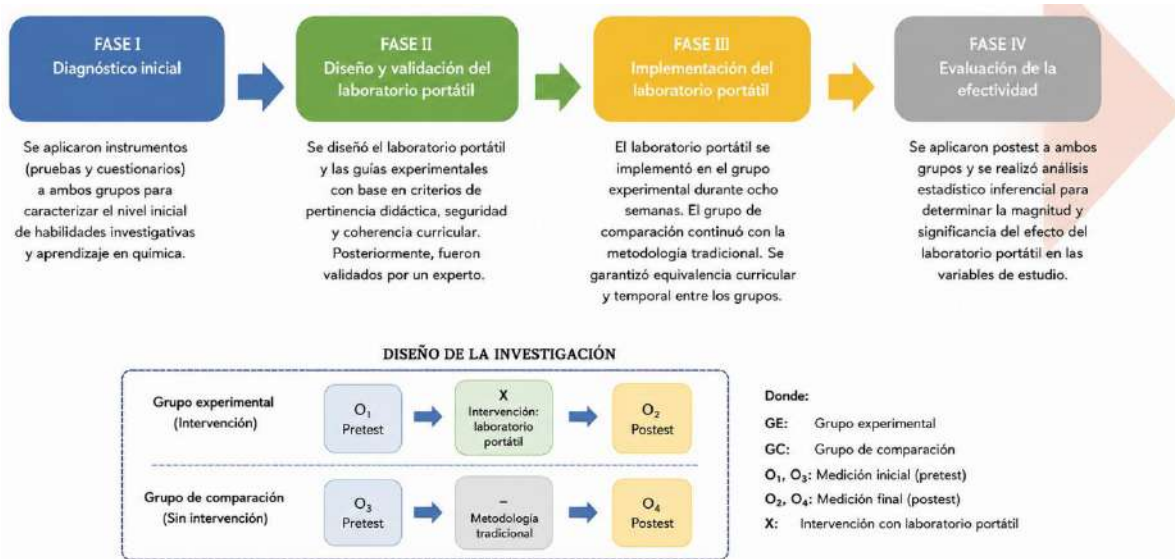 FASE I
Diagnóstico inicial
FASE II
Diseño y validación del
laboratorio portátil
FASE III
Implementación del
laboratorio portátil
FASE IV
Evaluación de la
efectividad
Se aplicaron instrumentos
(pruebas y cuestionarios)
a ambos grupos para
caracterizar el nivel inicial
de habilidades investigativas
y aprendizaje en química.
Se diseñó el laboratorio portátil
y las guías experimentales
con base en criterios de
pertinencia didáctica, seguridad
y coherencia curricular.
Posteriormente, fueron
validados por un experto.
El laboratorio portátil se
implementó en el grupo
experimental durante ocho
semanas. El grupo de
comparación continuó con la
metodología tradicional. Se
garantizó equivalencia curricular
y temporal entre los grupos.
Se aplicaron postest a ambos
grupos y se realizó análisis
estadístico inferencial para
determinar la magnitud y
significancia del efecto del
laboratorio portátil en las
variables de estudio.
DISEÑO DE LA INVESTIGACIÓN
Grupo experimental
(Intervención)
O₁
Pretest
X
Intervención:
laboratorio
portátil
O₂
Postest
Grupo de comparación
(Sin intervención)
O₃
Pretest
–
Metodología
tradicional
O₄
Postest
Donde:
GE: Grupo experimental
GC: Grupo de comparación
O₁, O₃: Medición inicial (pretest)
O₂, O₄: Medición final (postest)
X: Intervención con laboratorio portátil